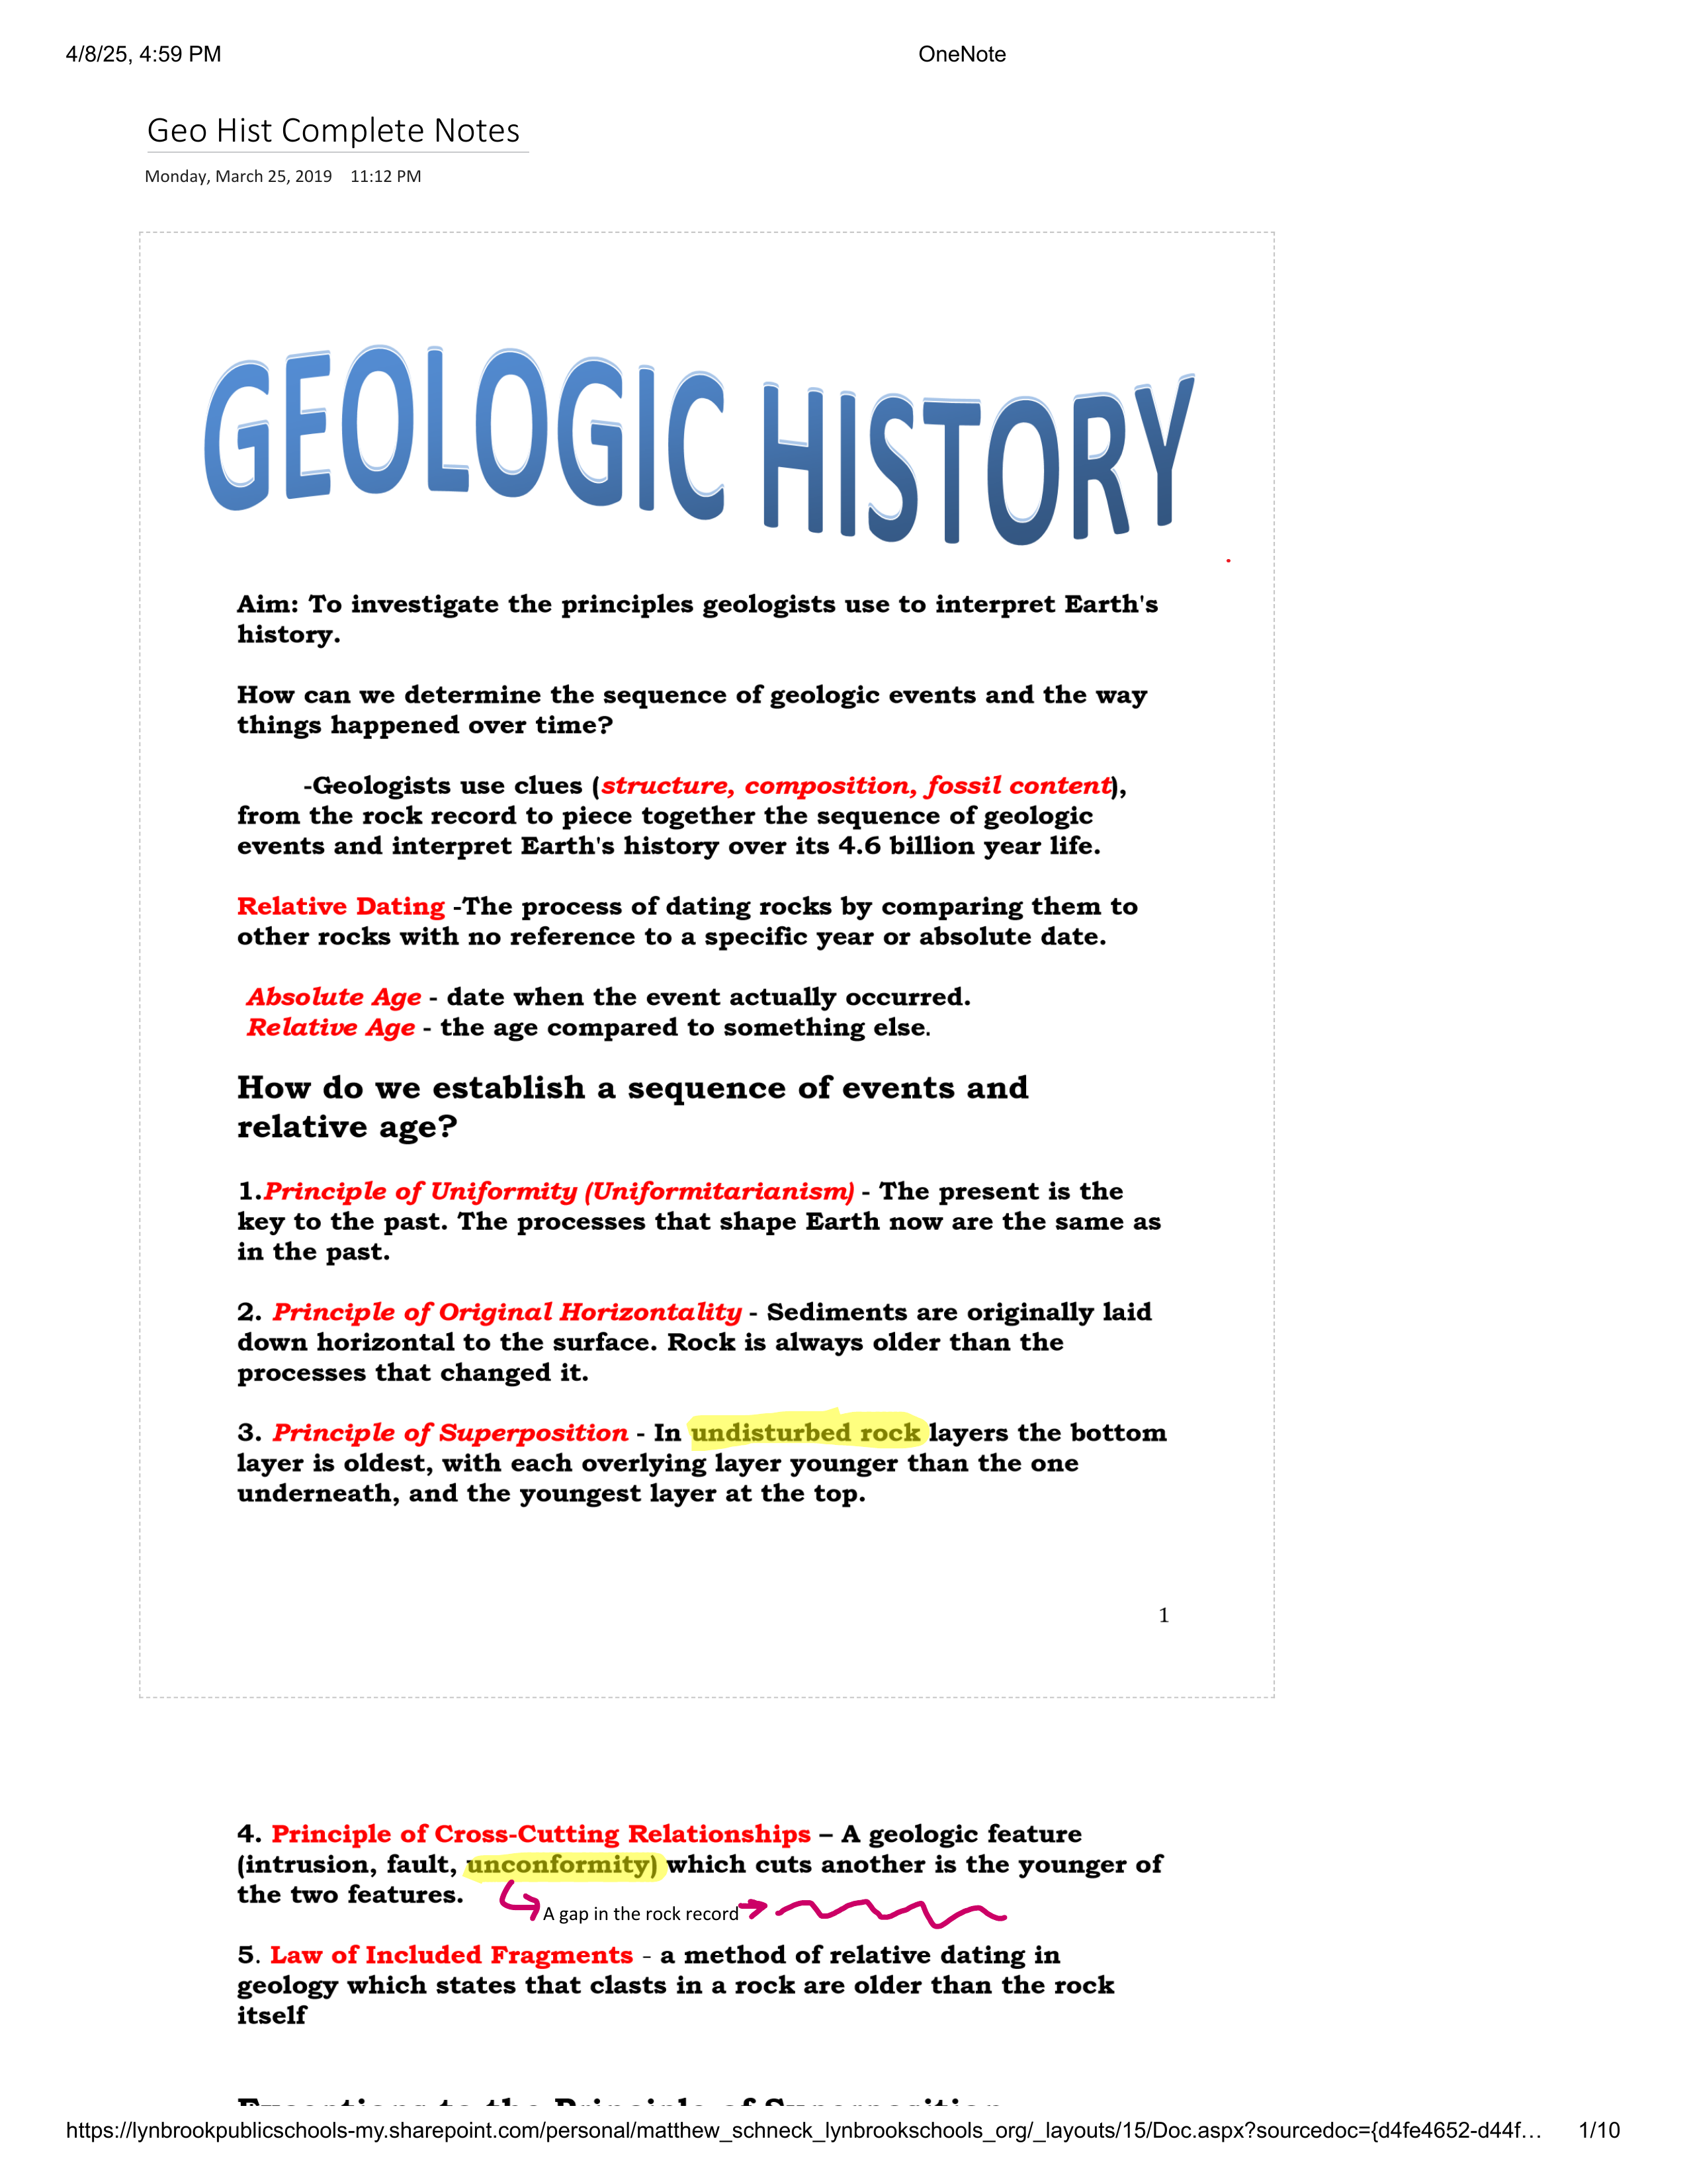 4/8/25, 4:59 PM
OneNote
Geo Hist Complete Notes
Monday, March 25, 2019 11:12 PM
GEOLOGIC HISTORY
Aim: To investigate the principles geologists use to interpret Earth's
history.
How can we determine the sequence of geologic events and the way
things happened over time?
-Geologists use clues (structure, composition, fossil content),
from the rock record to piece together the sequence of geologic
events and interpret Earth's history over its 4.6 billion year life.
Relative Dating -The process of dating rocks by comparing them to
other rocks with no reference to a specific year or absolute date.
Absolute Age - date when the event actually occurred.
Relative Age - the age compared to something else.
How do we establish a sequence of events and
relative age?
1.Principle of Uniformity (Uniformitarianism) - The present is the
key to the past. The processes that shape Earth now are the same as
in the past.
2. Principle of Original Horizontality - Sediments are originally laid
down horizontal to the surface. Rock is always older than the
processes that changed it.
3. Principle of Superposition - In undisturbed rock layers the bottom
layer is oldest, with each overlying layer younger than the one
underneath, and the youngest layer at the top.
1
4. Principle of Cross-Cutting Relationships – A geologic feature
(intrusion, fault, unconformity) which cuts another is the younger of
the two features.
A gap in the rock record
5. Law of Included Fragments - a method of relative dating in
geology which states that clasts in a rock are older than the rock
itself
Exceptions to the Principle of Superposition
https://lynbrookpublicschools-my.sharepoint.com/personal/matthew_schneck_lynbrookschools_org/_layouts/15/Doc.aspx?sourcedoc={d4fe4652-d44f…
1/10